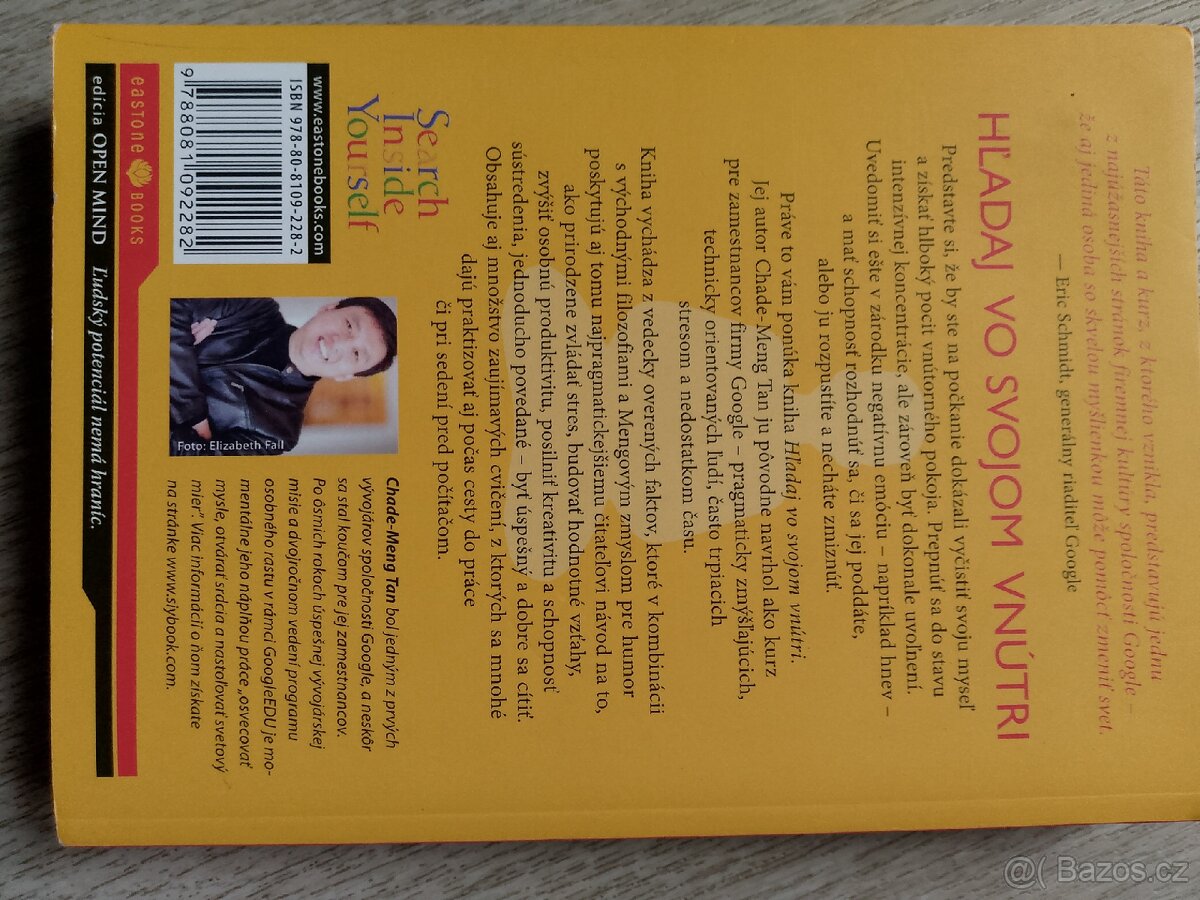 Táto kniha a kurz, z ktorého vznikla, predstavujú jednu
z najúžasnejších stránok firemnej kultúry spoločnosti Google –
že aj jediná osoba so skvelou myšlienkou môže pomôcť zmeniť svet.
— Eric Schmidt, generálny riaditeľ Google
HĽADAJ VO SVOJOM VNÚTRI
Predstavte si, že by ste na počkanie dokázali vyčistiť svoju myseľ
a získať hlboký pocit vnútorného pokoja. Prepnúť sa do stavu
intenzívnej koncentrácie, ale zároveň byť dokonale uvoľnení.
Uvedomiť si ešte v zárodku negatívnu emóciu – napríklad hnev –
a mať schopnosť rozhodnúť sa, či sa jej poddáte,
alebo ju rozpustíte a necháte zmiznúť.
Práve to vám ponúka kniha Hľadaj vo svojom vnútri.
Jej autor Chade-Meng Tan ju pôvodne navrhol ako kurz
pre zamestnancov firmy Google – pragmaticky zmýšľajúcich,
technicky orientovaných ľudí, často trpiacich
stresom a nedostatkom času.
Kniha vychádza z vedecky overených faktov, ktoré v kombinácii
s východnými filozofiami a Mengovým zmyslom pre humor
poskytujú aj tomu najpragmatickejšiemu čitateľovi návod na to,
ako prirodzene zvládať stres, budovať hodnotné vzťahy,
zvýšiť osobnú produktivitu, posilniť kreativitu a schopnosť
sústredenia, jednoducho povedané – byť úspešný a dobre sa cítiť.
Obsahuje aj množstvo zaujímavých cvičení, z ktorých sa mnohé
dajú praktizovať aj počas cesty do práce
či pri sedení pred počítačom.
Search
Inside
Yourself
www.eastonebooks.com
ISBN 978-80-8109-228-2
9 788081 092282
Foto: Elizabeth Fall
Chade-Meng Tan bol jedným z prvých
vývojárov spoločnosti Google, a neskôr
sa stal koučom pre jej zamestnancov.
Po ôsmich rokoch úspešnej vývojárskej
misie a dvojročnom vedení programu
osobného rastu v rámci GoogleEDU je mo-
mentálne jeho náplňou práce „osvecovať
mysle, otvárať srdcia a nastoľovať svetový
mier“. Viac informácií o ňom získate
na stránke www.siybook.com.
eastone BOOKS
edícia OPEN MIND Ľudský potenciál nemá hraníc.
Bazos.cz